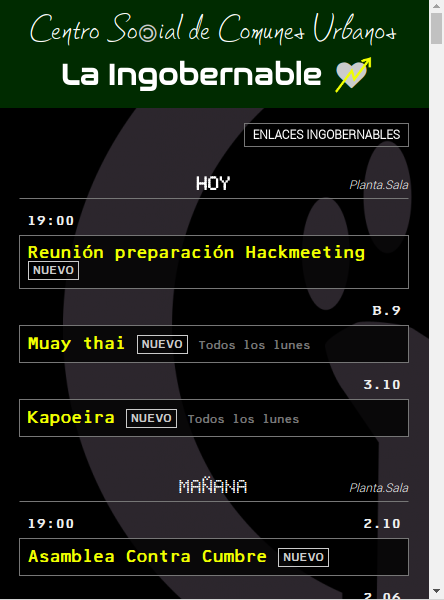 Centro Social de Comunes Urbanos
La Ingobernable
ENLACES INGOBERNABLES
HOY Planta.Sala
19:00
Reunión preparación Hackmeeting
NUEVO
B.9
Muay thai NUEVO Todos los lunes
3.10
Kapoeira NUEVO Todos los lunes
MAÑANA Planta.Sala
19:00 2.10
Asamblea Contra Cumbre NUEVO
2.06